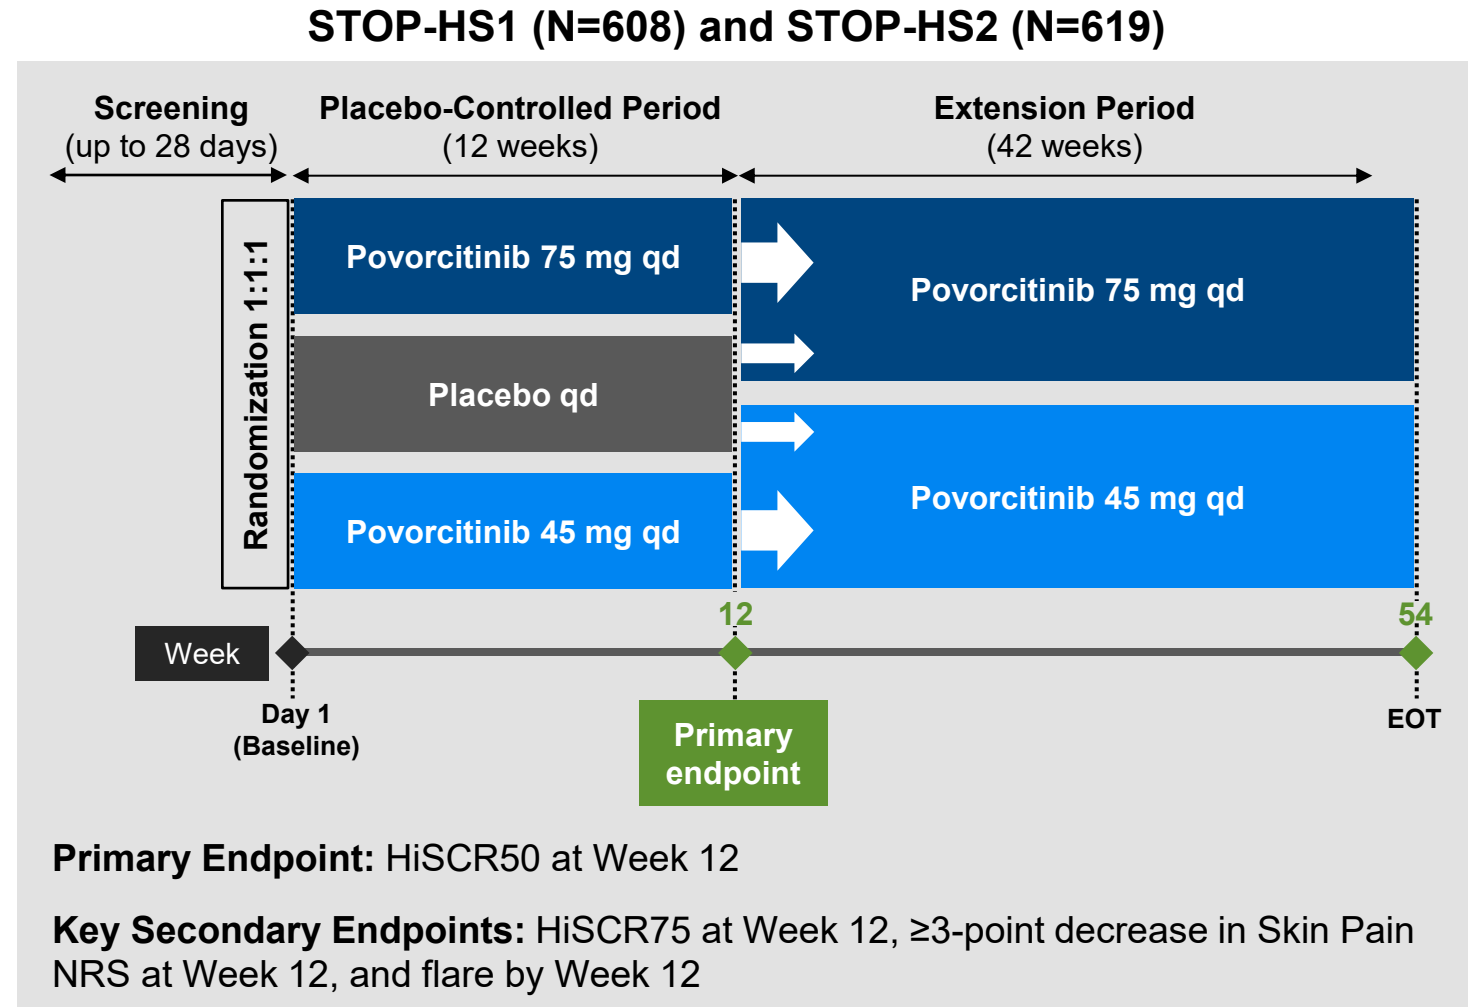 STOP-HS1 (N=608) and STOP-HS2 (N=619)
Screening
(up to 28 days)
Placebo-Controlled Period
(12 weeks)
Extension Period
(42 weeks)
Randomization 1:1:1
Povorcitinib 75 mg qd
Placebo qd
Povorcitinib 45 mg qd
Povorcitinib 75 mg qd
Povorcitinib 45 mg qd
12
54
Week
Day 1
(Baseline)
Primary
endpoint
EOT
Primary Endpoint: HiSCR50 at Week 12
Key Secondary Endpoints: HiSCR75 at Week 12, ≥3-point decrease in Skin Pain
NRS at Week 12, and flare by Week 12